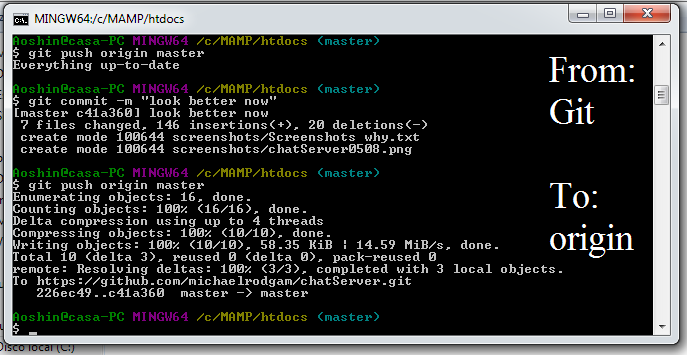 MINGW64:/c/MAMP/htdocs
Aoshin@casa-PC MINGW64 /c/MAMP/htdocs (master)
$ git push origin master
Everything up-to-date
Aoshin@casa-PC MINGW64 /c/MAMP/htdocs (master)
$ git commit -m "look better now"
[master c41a360] look better now
7 files changed, 146 insertions(+), 20 deletions(-)
create mode 100644 screenshots/Screenshots why.txt
create mode 100644 screenshots/chatServer0508.png
Aoshin@casa-PC MINGW64 /c/MAMP/htdocs (master)
$ git push origin master
Enumerating objects: 16, done.
Counting objects: 100% (16/16), done.
Delta compression using up to 4 threads
Compressing objects: 100% (10/10), done.
Writing objects: 100% (10/10), 58.35 KiB ¦ 14.59 MiB/s, done.
Total 10 (delta 3), reused 0 (delta 0), pack-reused 0
remote: Resolving deltas: 100% (3/3), completed with 3 local objects.
To https://github.com/michaelrodgam/chatServer.git
226ec49..c41a360  master -> master
Aoshin@casa-PC MINGW64 /c/MAMP/htdocs (master)
$ _
From:
Git
To:
origin
Disco local (C:)